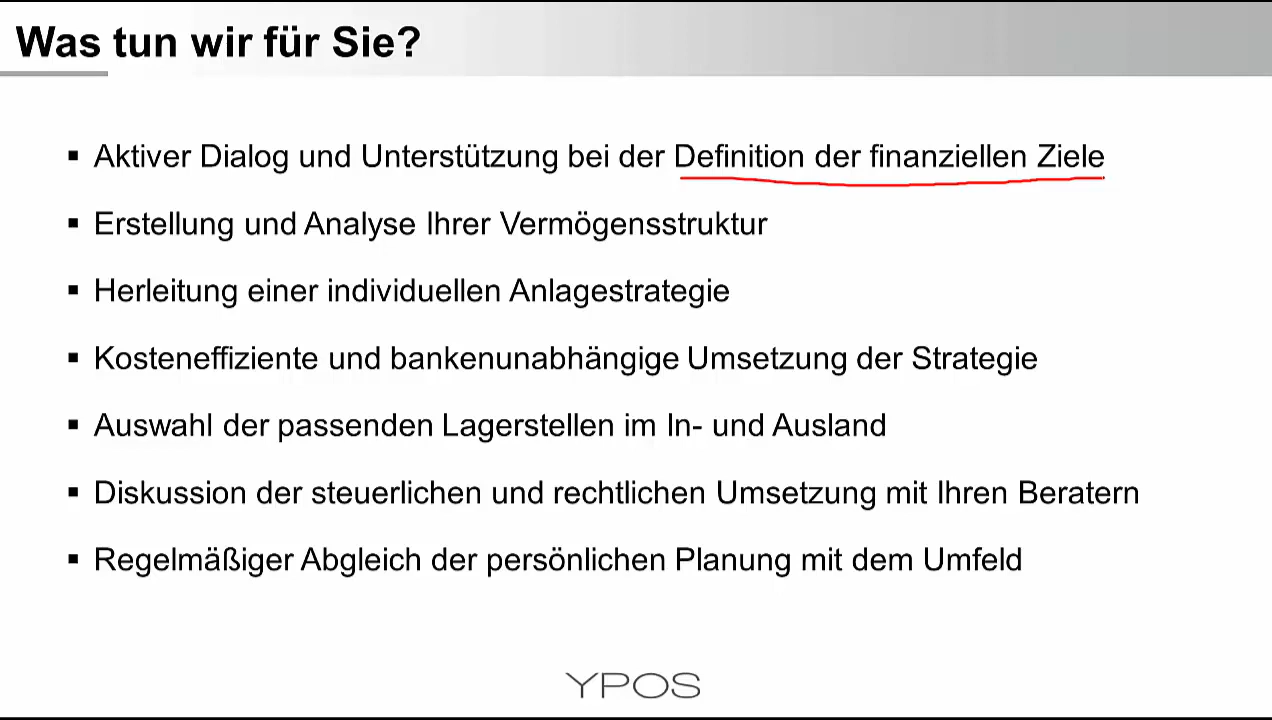 Was tun wir für Sie?
▪ Aktiver Dialog und Unterstützung bei der Definition der finanziellen Ziele
▪ Erstellung und Analyse Ihrer Vermögensstruktur
▪ Herleitung einer individuellen Anlagestrategie
▪ Kosteneffiziente und bankenunabhängige Umsetzung der Strategie
▪ Auswahl der passenden Lagerstellen im In- und Ausland
▪ Diskussion der steuerlichen und rechtlichen Umsetzung mit Ihren Beratern
▪ Regelmäßiger Abgleich der persönlichen Planung mit dem Umfeld
YPOS